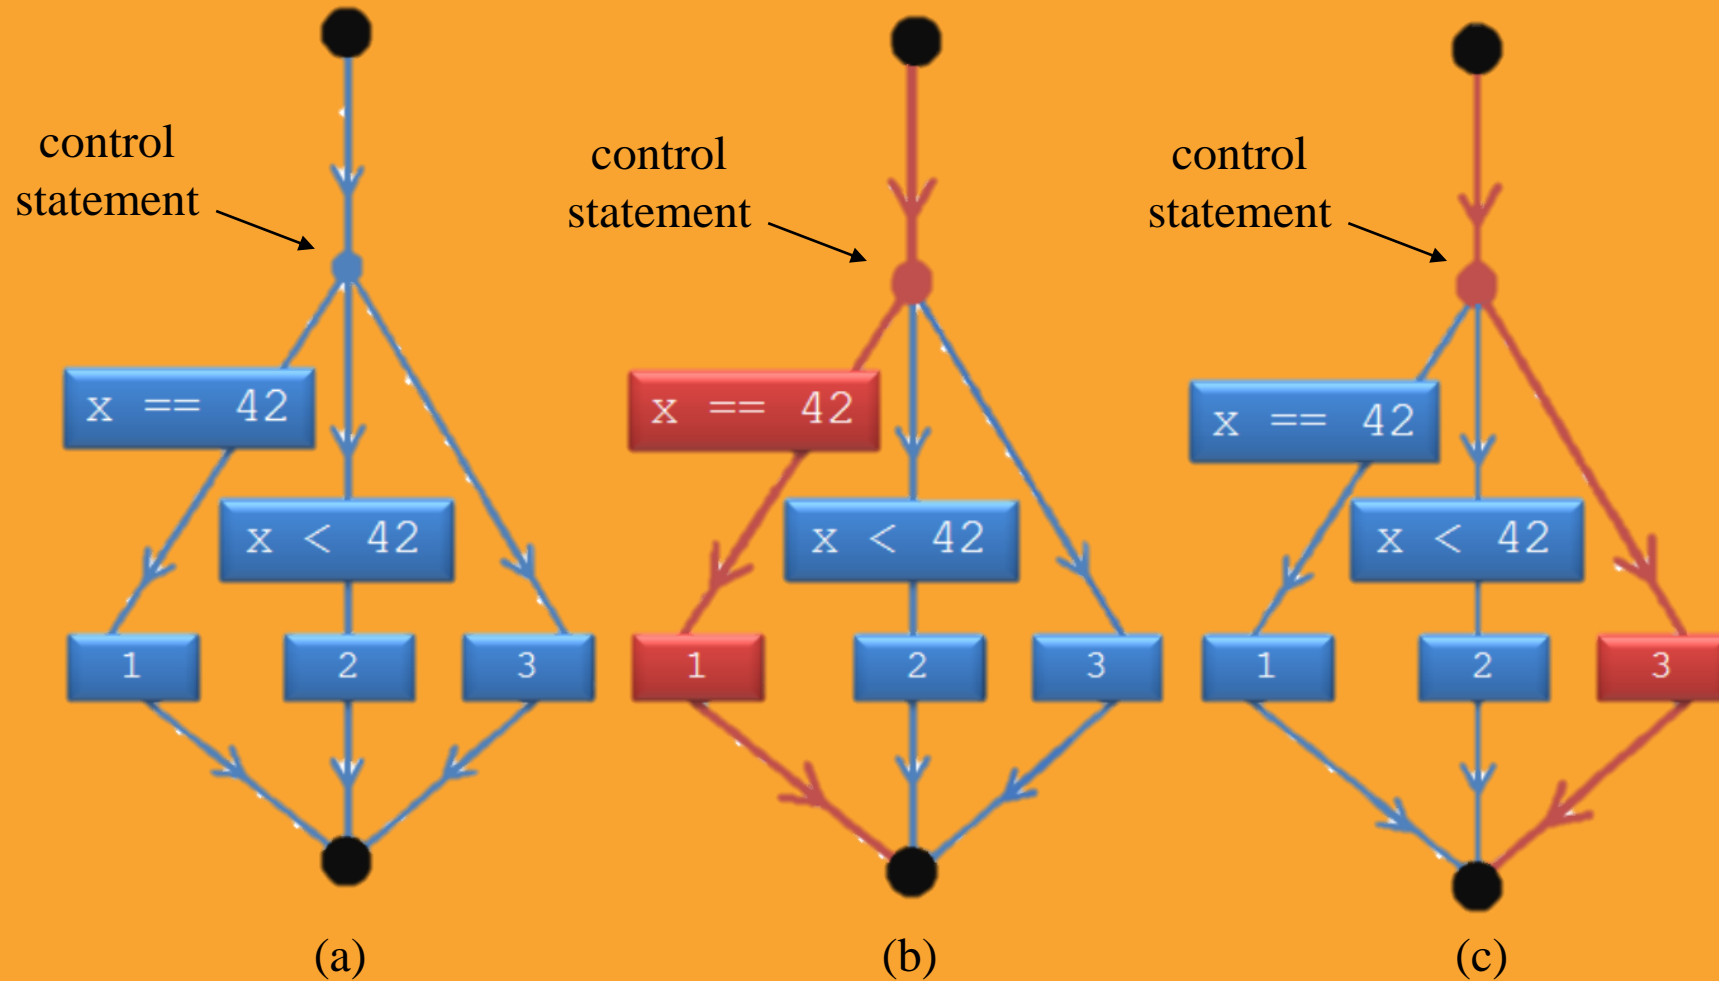 control
statement
x == 42
x < 42
1
2
3
(a)
control
statement
x == 42
x < 42
1
2
3
(b)
control
statement
x == 42
x < 42
1
2
3
(c)